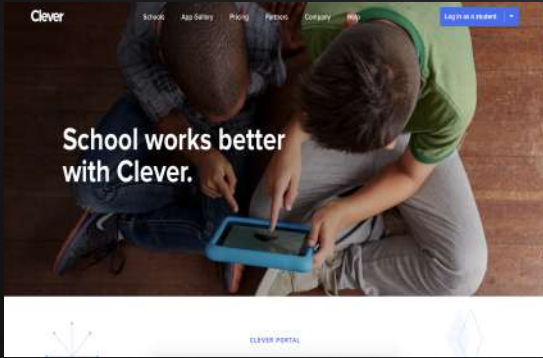 Clever
Schools App Gallery Pricing Partners Company Help
Log in as a student
School works better
with Clever.
CLEVER PORTAL